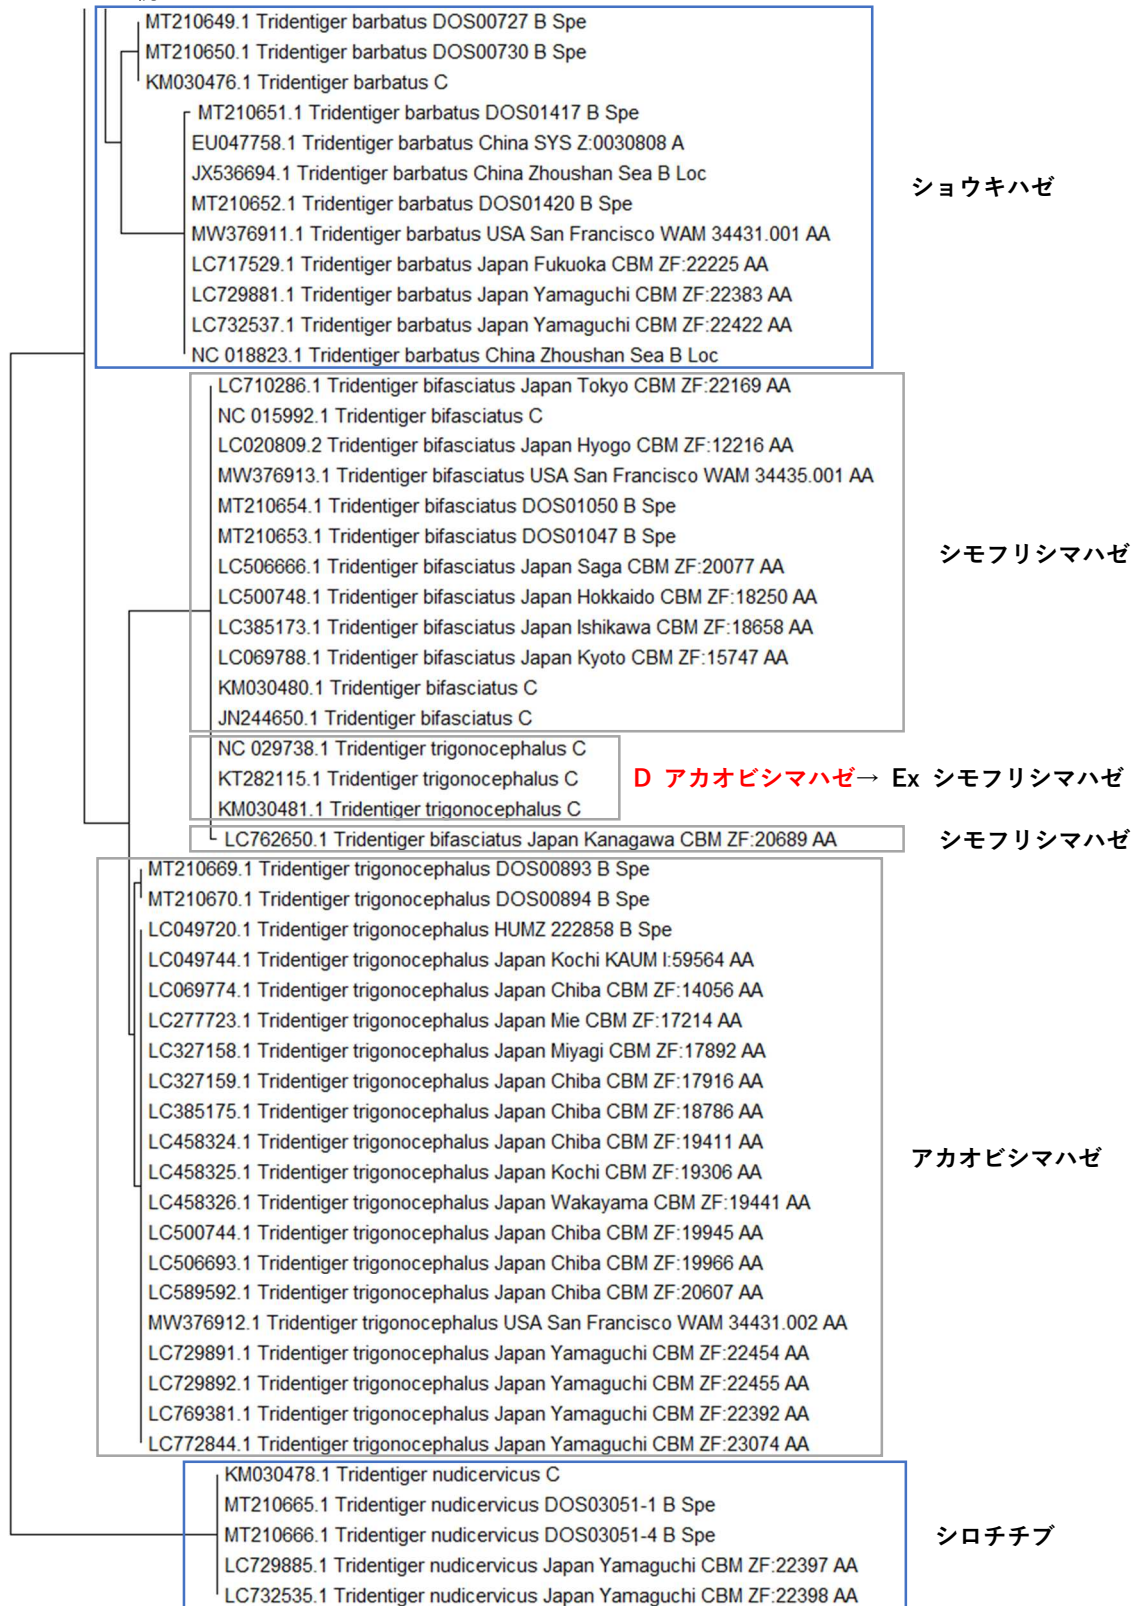 MT210649.1 Tridentiger barbatus DOS00727 B Spe
MT210650.1 Tridentiger barbatus DOS00730 B Spe
KM030476.1 Tridentiger barbatus C
MT210651.1 Tridentiger barbatus DOS01417 B Spe
EU047758.1 Tridentiger barbatus China SYS Z:0030808 A
JX536694.1 Tridentiger barbatus China Zhoushan Sea B Loc
ショウキハゼ
MT210652.1 Tridentiger barbatus DOS01420 B Spe
MW376911.1 Tridentiger barbatus USA San Francisco WAM 34431.001 AA
LC717529.1 Tridentiger barbatus Japan Fukuoka CBM ZF:22225 AA
LC729881.1 Tridentiger barbatus Japan Yamaguchi CBM ZF:22383 AA
LC732537.1 Tridentiger barbatus Japan Yamaguchi CBM ZF:22422 AA
NC 018823.1 Tridentiger barbatus China Zhoushan Sea B Loc
LC710286.1 Tridentiger bifasciatus Japan Tokyo CBM ZF:22169 AA
NC 015992.1 Tridentiger bifasciatus C
LC020809.2 Tridentiger bifasciatus Japan Hyogo CBM ZF:12216 AA
MW376913.1 Tridentiger bifasciatus USA San Francisco WAM 34435.001 AA
MT210654.1 Tridentiger bifasciatus DOS01050 B Spe
MT210653.1 Tridentiger bifasciatus DOS01047 B Spe
シモフリシマハゼ
LC506666.1 Tridentiger bifasciatus Japan Saga CBM ZF:20077 AA
LC500748.1 Tridentiger bifasciatus Japan Hokkaido CBM ZF:18250 AA
LC385173.1 Tridentiger bifasciatus Japan Ishikawa CBM ZF:18658 AA
LC069788.1 Tridentiger bifasciatus Japan Kyoto CBM ZF:15747 AA
KM030480.1 Tridentiger bifasciatus C
JN244650.1 Tridentiger bifasciatus C
NC 029738.1 Tridentiger trigonocephalus C
KT282115.1 Tridentiger trigonocephalus C
D アカオビシマハゼ→ Ex シモフリシマハゼ
KM030481.1 Tridentiger trigonocephalus C
LC762650.1 Tridentiger bifasciatus Japan Kanagawa CBM ZF:20689 AA
シモフリシマハゼ
MT210669.1 Tridentiger trigonocephalus DOS00893 B Spe
MT210670.1 Tridentiger trigonocephalus DOS00894 B Spe
LC049720.1 Tridentiger trigonocephalus HUMZ 222858 B Spe
LC049744.1 Tridentiger trigonocephalus Japan Kochi KAUM I:59564 AA
LC069774.1 Tridentiger trigonocephalus Japan Chiba CBM ZF:14056 AA
LC277723.1 Tridentiger trigonocephalus Japan Mie CBM ZF:17214 AA
LC327158.1 Tridentiger trigonocephalus Japan Miyagi CBM ZF:17892 AA
LC327159.1 Tridentiger trigonocephalus Japan Chiba CBM ZF:17916 AA
LC385175.1 Tridentiger trigonocephalus Japan Chiba CBM ZF:18786 AA
LC458324.1 Tridentiger trigonocephalus Japan Chiba CBM ZF:19411 AA
アカオビシマハゼ
LC458325.1 Tridentiger trigonocephalus Japan Kochi CBM ZF:19306 AA
LC458326.1 Tridentiger trigonocephalus Japan Wakayama CBM ZF:19441 AA
LC500744.1 Tridentiger trigonocephalus Japan Chiba CBM ZF:19945 AA
LC506693.1 Tridentiger trigonocephalus Japan Chiba CBM ZF:19966 AA
LC589592.1 Tridentiger trigonocephalus Japan Chiba CBM ZF:20607 AA
MW376912.1 Tridentiger trigonocephalus USA San Francisco WAM 34431.002 AA
LC729891.1 Tridentiger trigonocephalus Japan Yamaguchi CBM ZF:22454 AA
LC729892.1 Tridentiger trigonocephalus Japan Yamaguchi CBM ZF:22455 AA
LC769381.1 Tridentiger trigonocephalus Japan Yamaguchi CBM ZF:22392 AA
LC772844.1 Tridentiger trigonocephalus Japan Yamaguchi CBM ZF:23074 AA
KM030478.1 Tridentiger nudicervicus C
MT210665.1 Tridentiger nudicervicus DOS03051-1 B Spe
MT210666.1 Tridentiger nudicervicus DOS03051-4 B Spe
シロチチブ
LC729885.1 Tridentiger nudicervicus Japan Yamaguchi CBM ZF:22397 AA
LC732535.1 Tridentiger nudicervicus Japan Yamaguchi CBM ZF:22398 AA